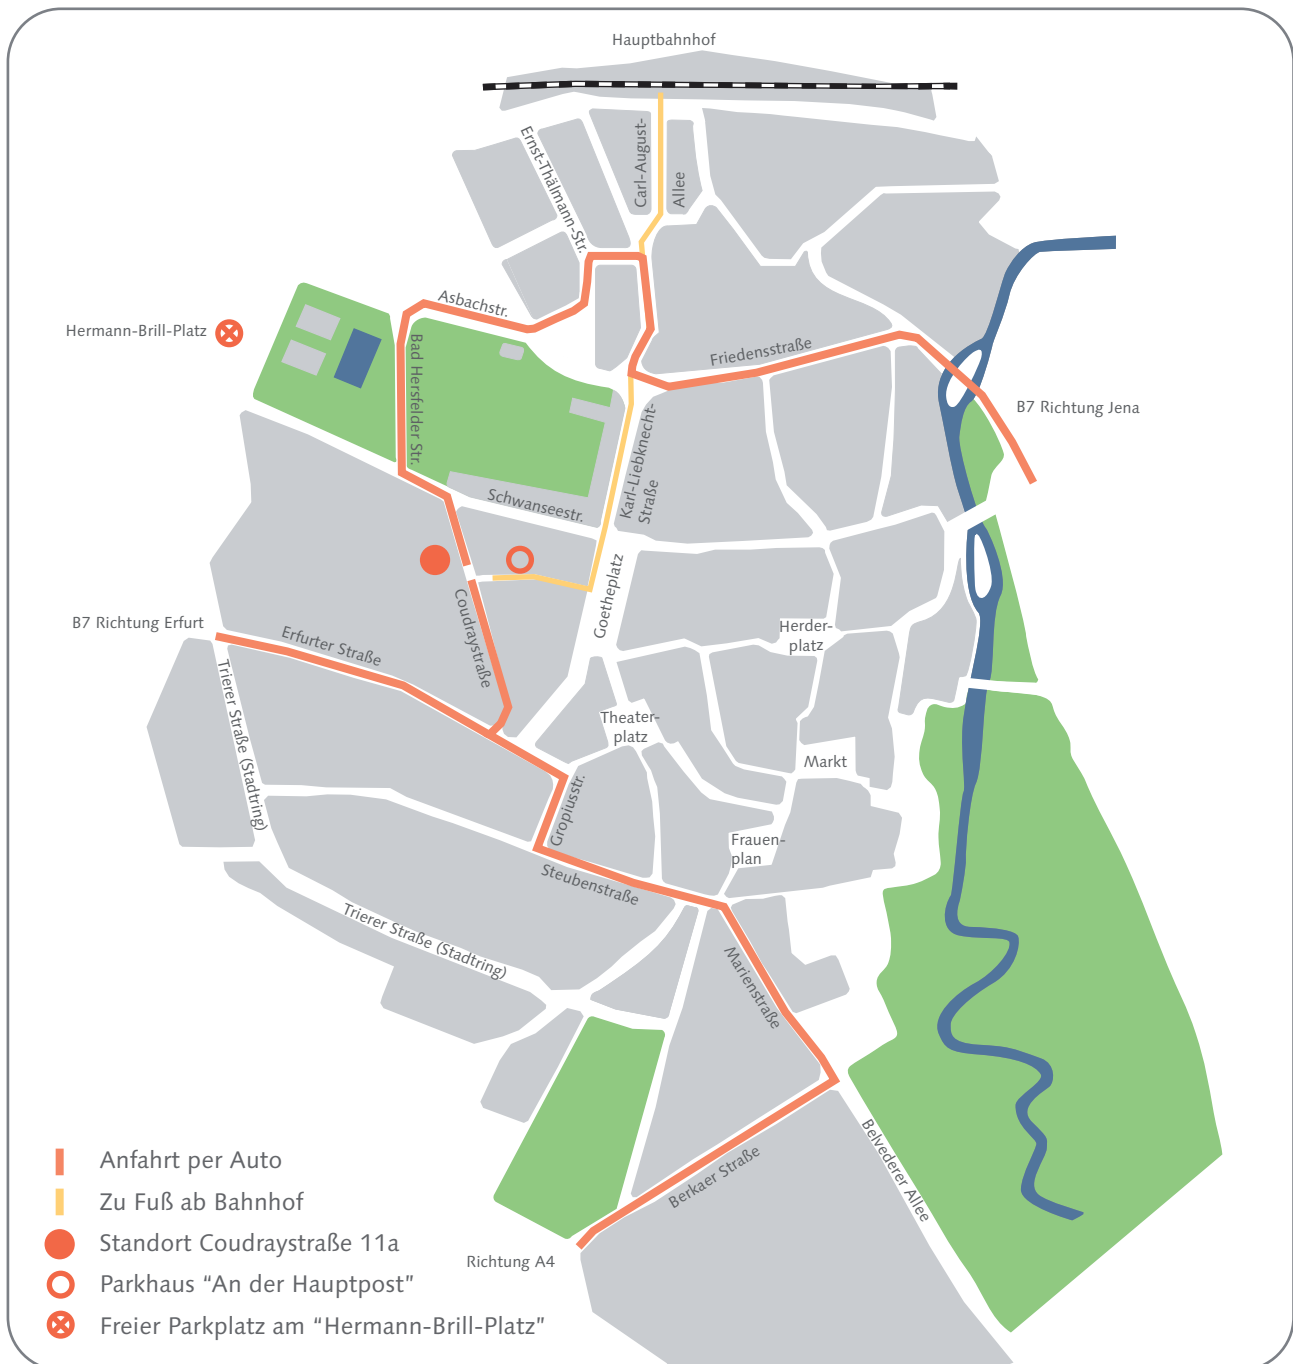 Hauptbahnhof
Ernst-Thälmann-Str.
Carl-August-
Allee
Asbachstr.
Hermann-Brill-Platz
Bad Hersfelder Str.
Friedensstraße
B7 Richtung Jena
Karl-Liebknecht-
Straße
Schwanseestr.
Goetheplatz
Coudraystraße
B7 Richtung Erfurt
Erfurter Straße
Herder-
platz
Trierer Straße (Stadtring)
Theater-
platz
Markt
Gropiusstr.
Frauen-
plan
Steubenstraße
Trierer Straße (Stadtring)
Marienstraße
Belvederer Allee
Berkaer Straße
Richtung A4
Anfahrt per Auto
Zu Fuß ab Bahnhof
Standort Coudraystraße 11a
Parkhaus “An der Hauptpost”
Freier Parkplatz am “Hermann-Brill-Platz”